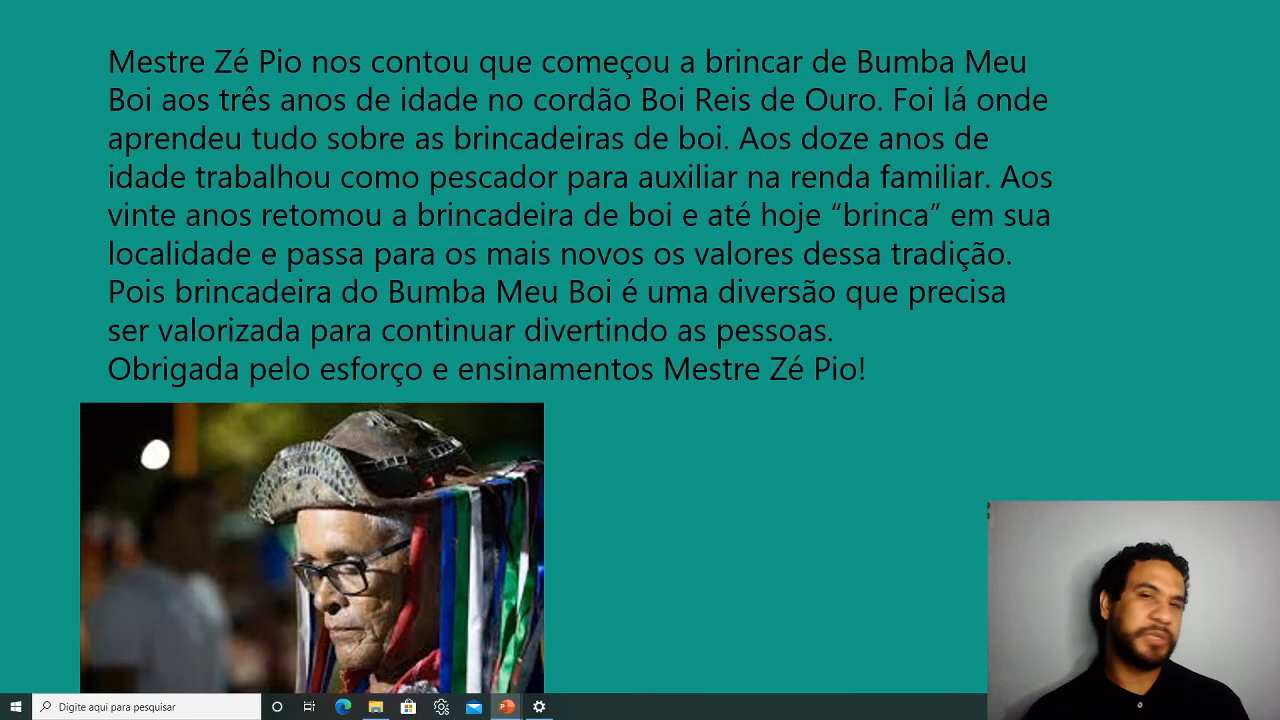 Mestre Zé Pio nos contou que começou a brincar de Bumba Meu
Boi aos três anos de idade no cordão Boi Reis de Ouro. Foi lá onde
aprendeu tudo sobre as brincadeiras de boi. Aos doze anos de
idade trabalhou como pescador para auxiliar na renda familiar. Aos
vinte anos retomou a brincadeira de boi e até hoje “brinca” em sua
localidade e passa para os mais novos os valores dessa tradição.
Pois brincadeira do Bumba Meu Boi é uma diversão que precisa
ser valorizada para continuar divertindo as pessoas.
Obrigada pelo esforço e ensinamentos Mestre Zé Pio!
Digite aqui para pesquisar